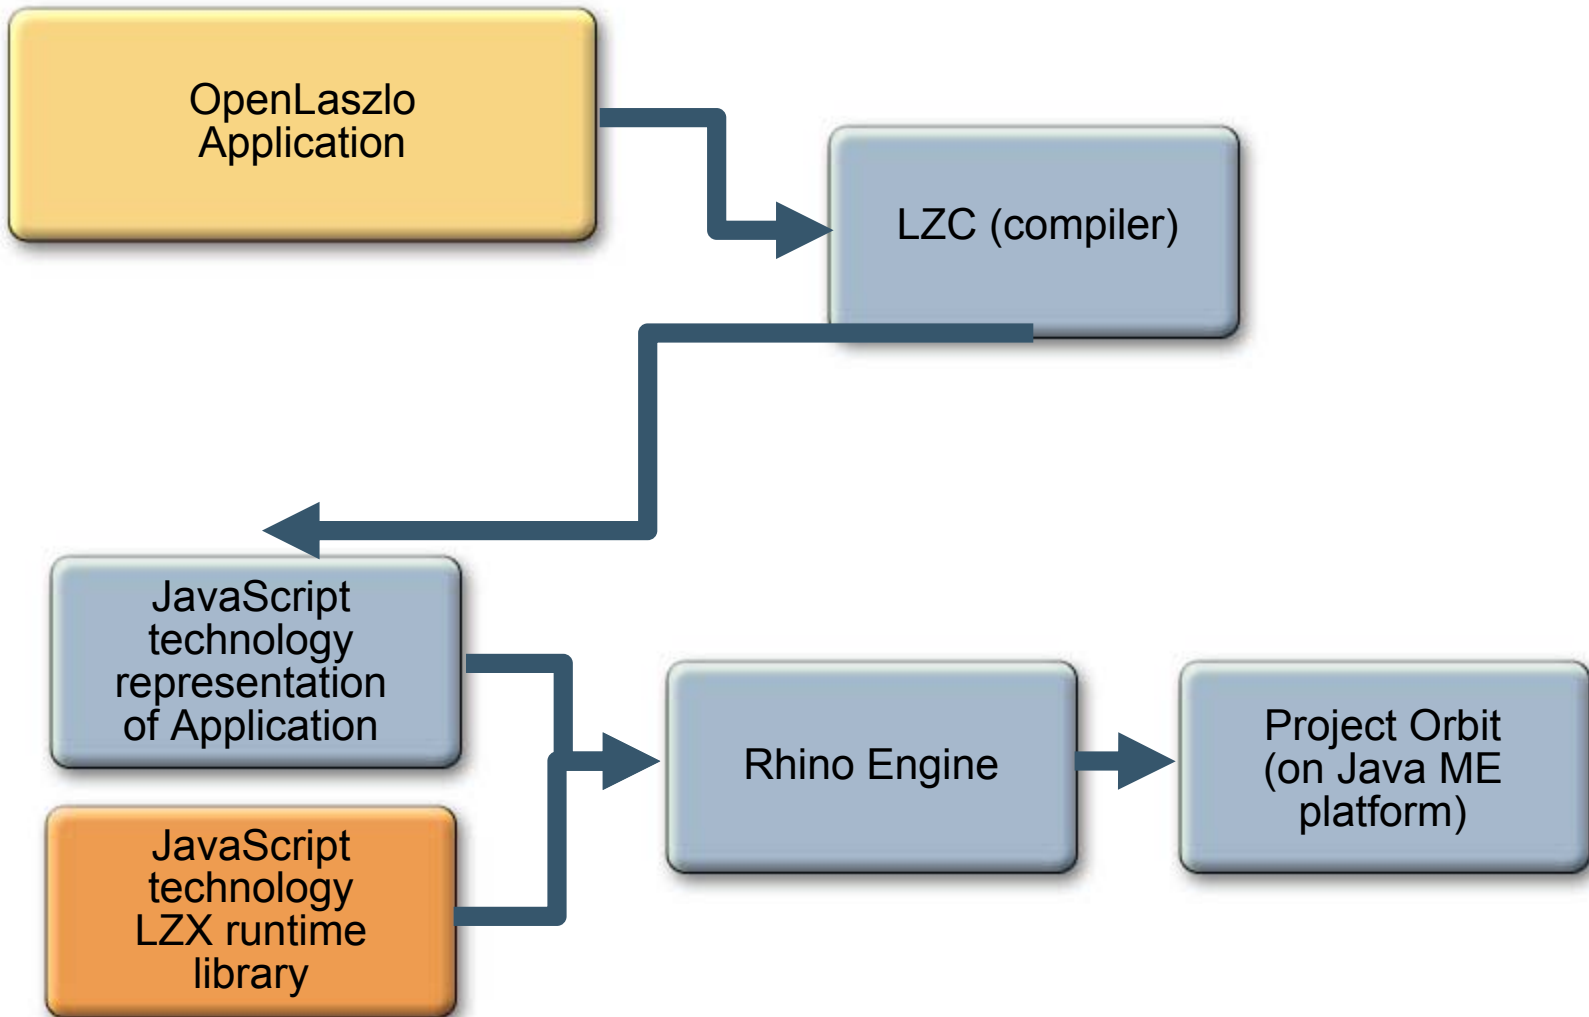 OpenLaszlo
Application
LZC (compiler)
JavaScript
technology
representation
of Application
JavaScript
technology
LZX runtime
library
Rhino Engine
Project Orbit
(on Java ME
platform)